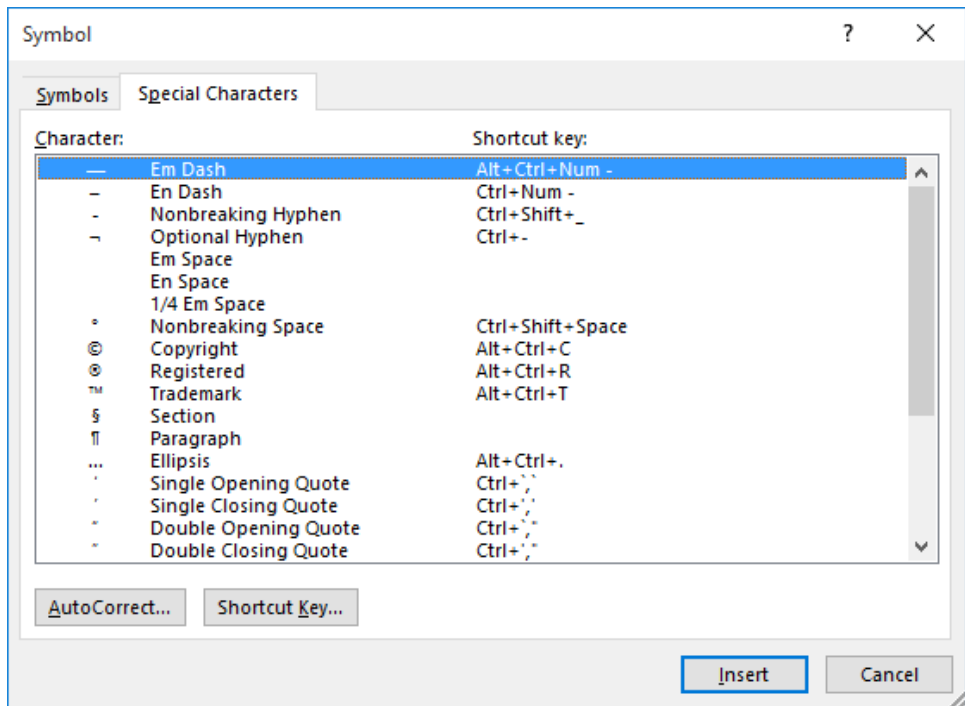 Symbol ? ×
Symbols Special Characters
Character: Shortcut key:
— Em Dash Alt+Ctrl+Num -
– En Dash Ctrl+Num -
- Nonbreaking Hyphen Ctrl+Shift+_
¬ Optional Hyphen Ctrl+-
Em Space
En Space
1/4 Em Space
° Nonbreaking Space Ctrl+Shift+Space
© Copyright Alt+Ctrl+C
® Registered Alt+Ctrl+R
™ Trademark Alt+Ctrl+T
§ Section
¶ Paragraph
... Ellipsis Alt+Ctrl+.
‘ Single Opening Quote Ctrl+`,`
’ Single Closing Quote Ctrl+','
“ Double Opening Quote Ctrl+`,"
” Double Closing Quote Ctrl+',"
AutoCorrect... Shortcut Key...
Insert Cancel